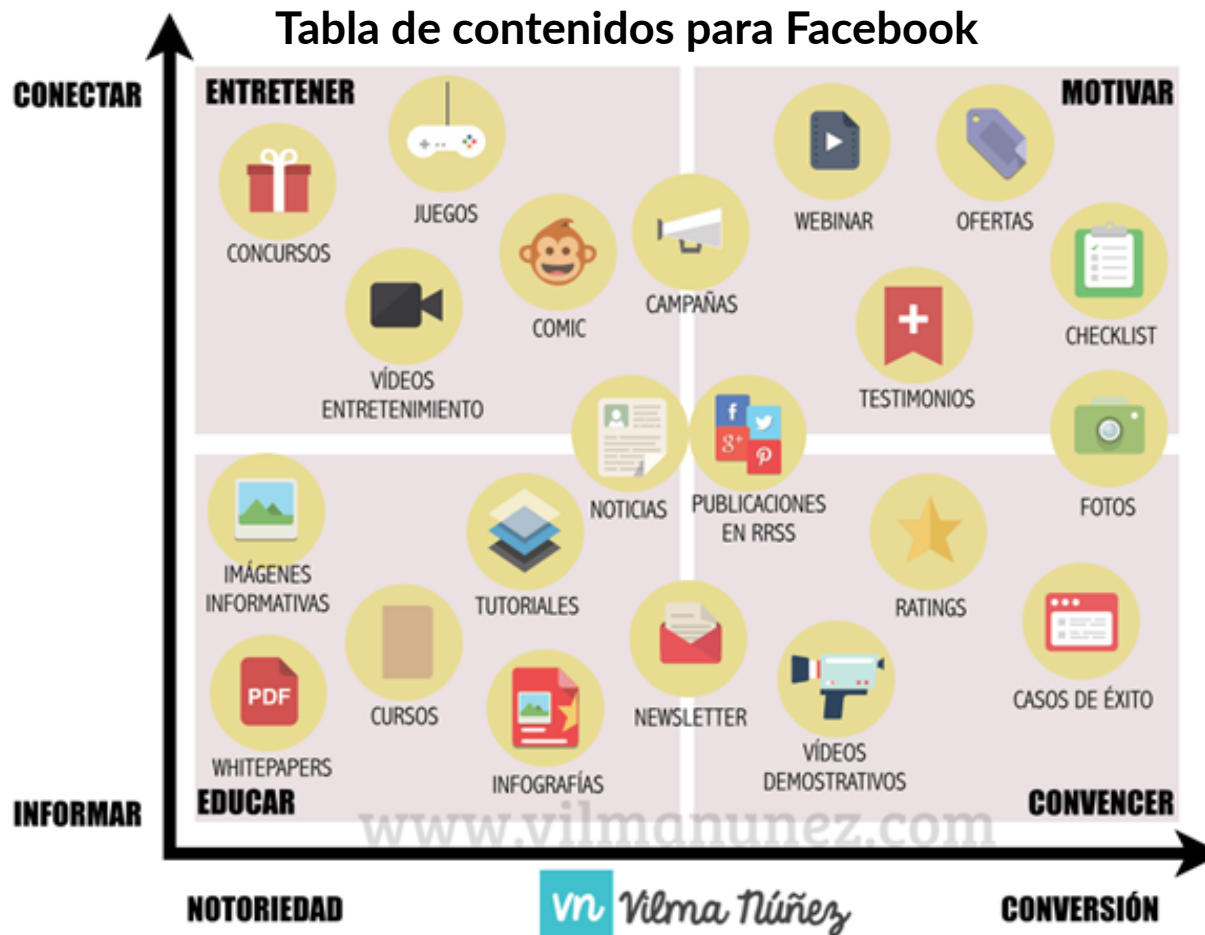 Tabla de contenidos para Facebook
CONECTAR
ENTRETENER
MOTIVAR
JUEGOS
CONCURSOS
WEBINAR
OFERTAS
CAMPAÑAS
COMIC
CHECKLIST
VÍDEOS
ENTRETENIMIENTO
TESTIMONIOS
f
g+
NOTICIAS
PUBLICACIONES
EN RRSS
FOTOS
IMÁGENES
INFORMATIVAS
TUTORIALES
RATINGS
PDF
WHITEPAPERS
CURSOS
INFOGRAFÍAS
NEWSLETTER
VÍDEOS
DEMOSTRATIVOS
CASOS DE ÉXITO
INFORMAR
EDUCAR
CONVENCER
www.vilmanunez.com
NOTORIEDAD
vn Vilma Núñez
CONVERSIÓN